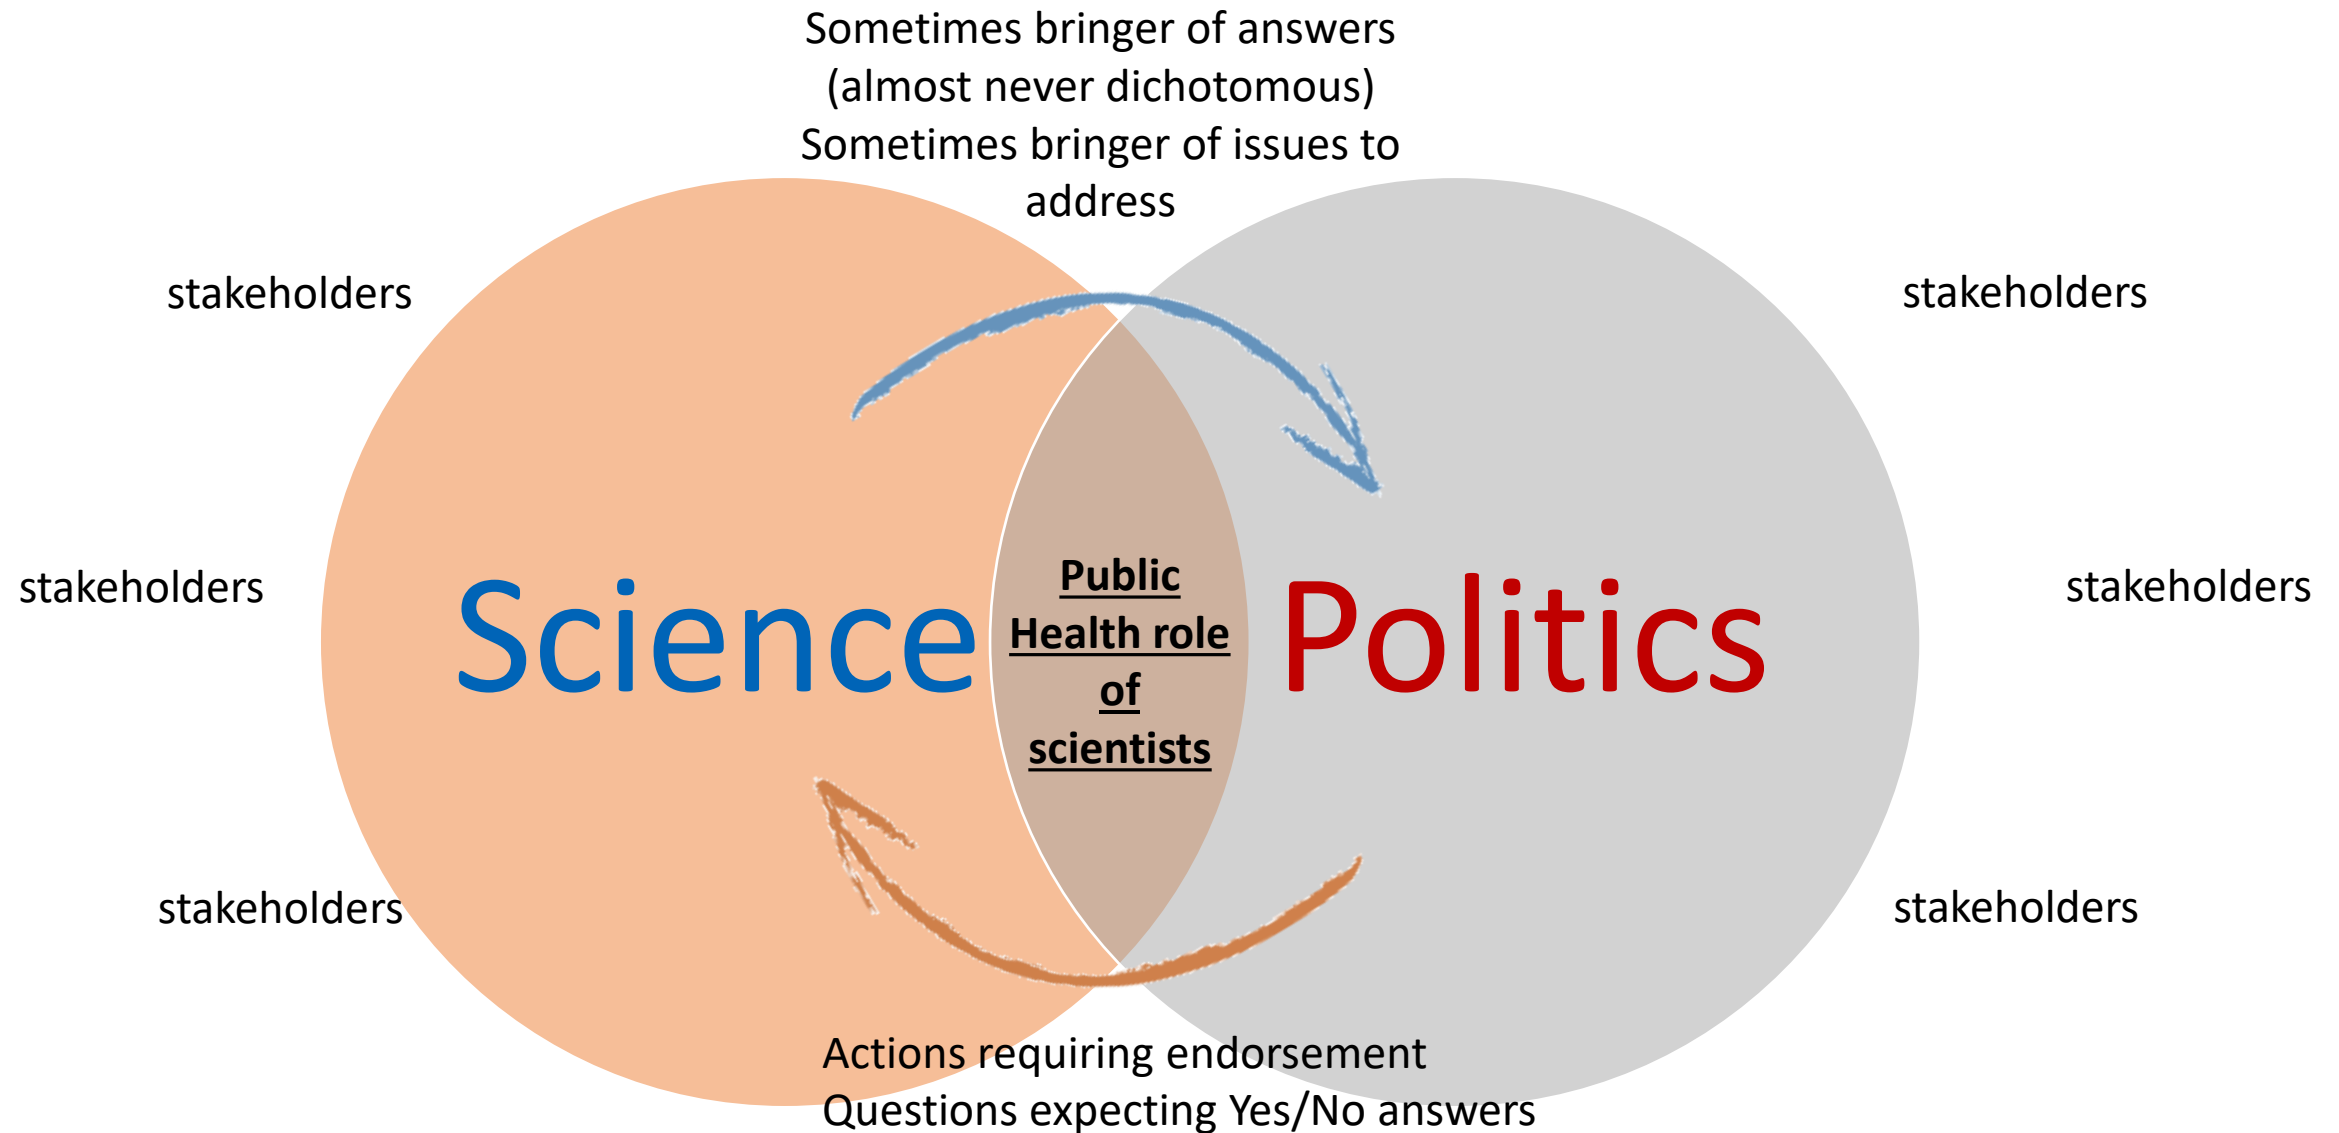 Sometimes bringer of answers
(almost never dichotomous)
Sometimes bringer of issues to
address
stakeholders
stakeholders
stakeholders
stakeholders
Science
Public
Health role
of
scientists
Politics
stakeholders
stakeholders
Actions requiring endorsement
Questions expecting Yes/No answers